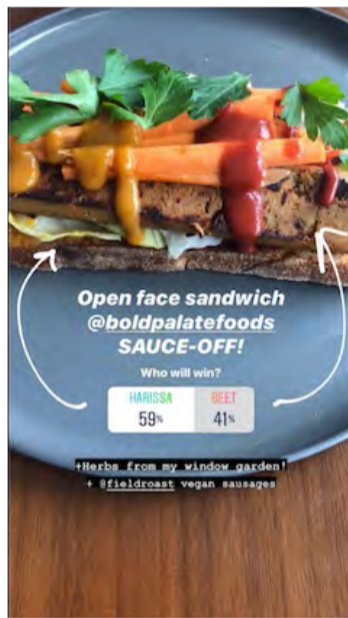 Open face sandwich
@boldpalatefoods
SAUCE-OFF!
Who will win?
HARISSA BEET
59% 41%
+Herbs from my window garden!
+ @fieldroast vegan sausages